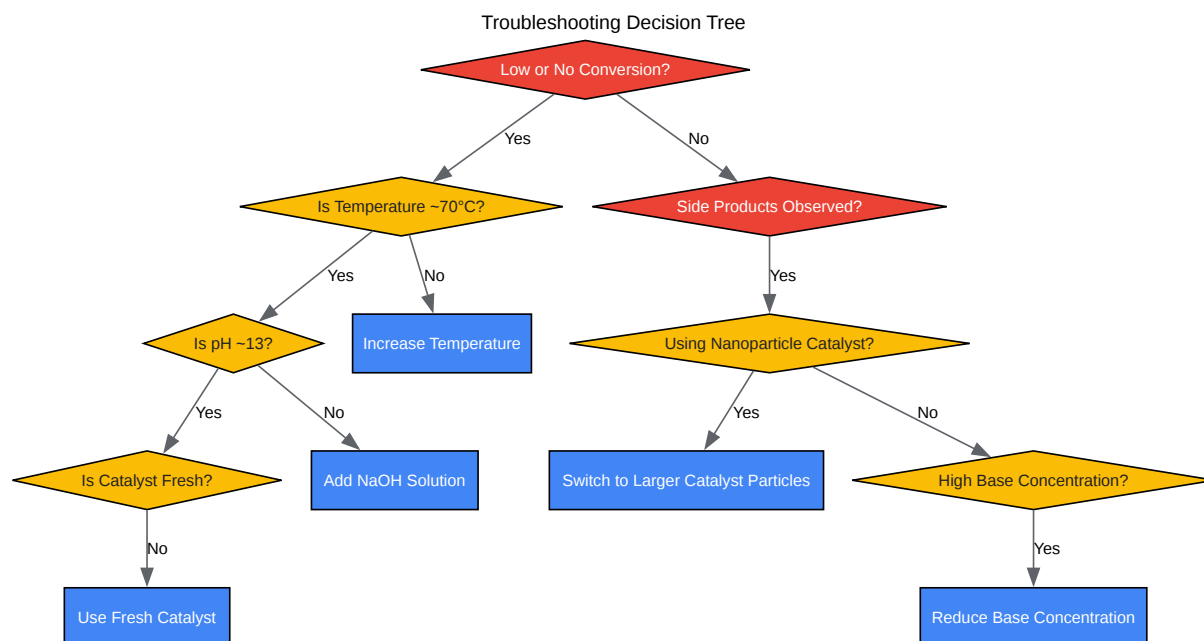 Troubleshooting Decision Tree
Low or No Conversion?
Yes
No
Is Temperature ~70°C?
Side Products Observed?
Yes
No
Yes
Is pH ~13?
Increase Temperature
Using Nanoparticle Catalyst?
Yes
No
Yes
No
Is Catalyst Fresh?
Add NaOH Solution
Switch to Larger Catalyst Particles
High Base Concentration?
No
Yes
Use Fresh Catalyst
Reduce Base Concentration